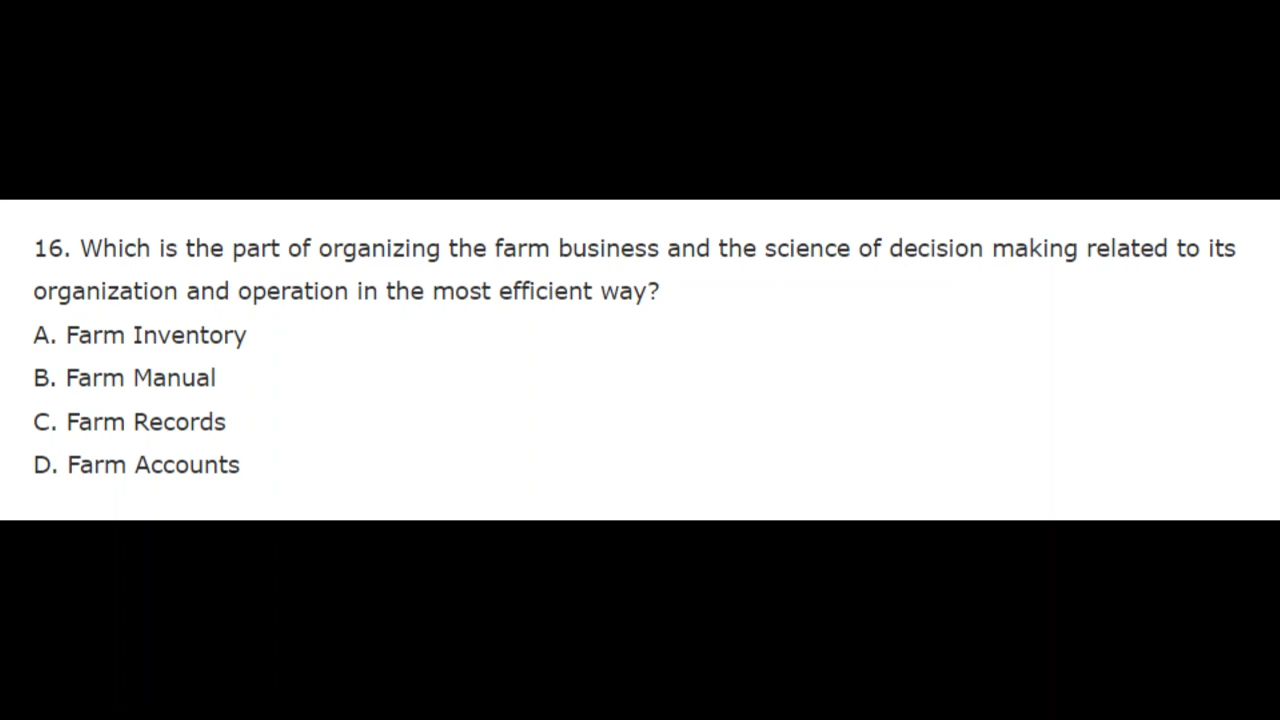 16. Which is the part of organizing the farm business and the science of decision making related to its
organization and operation in the most efficient way?
A. Farm Inventory
B. Farm Manual
C. Farm Records
D. Farm Accounts